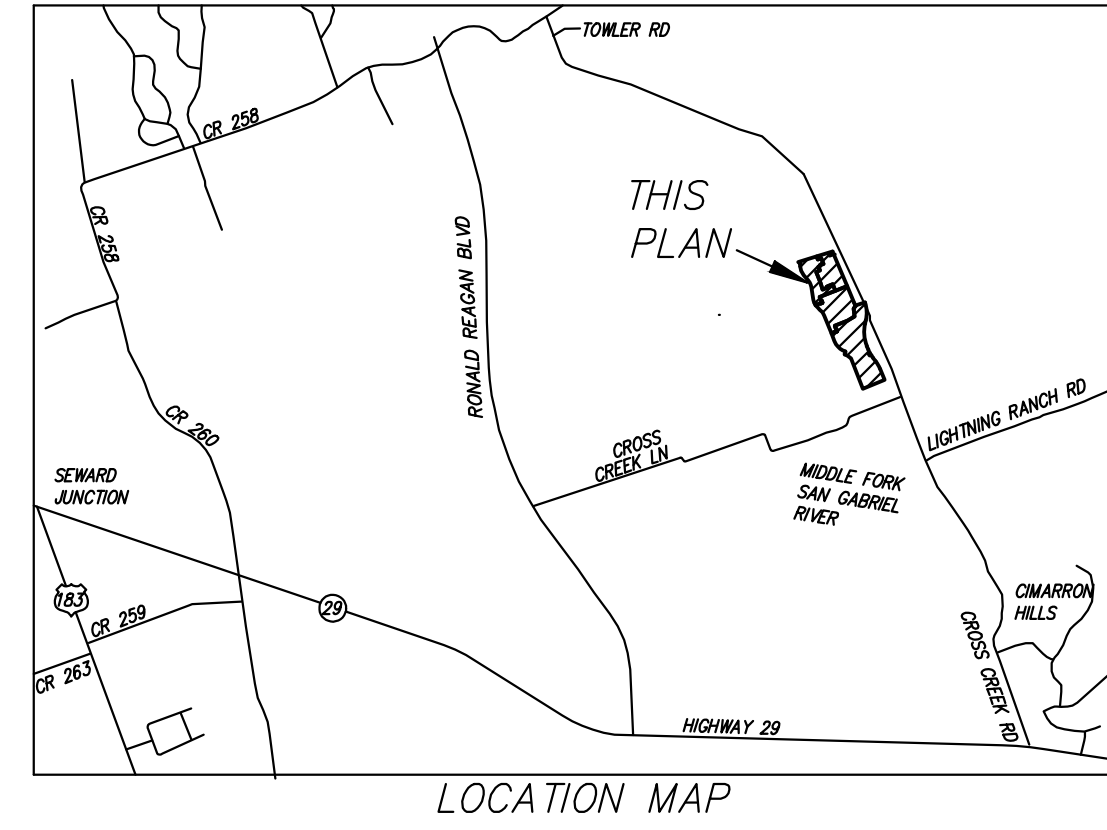 TOWLER RD
CR 258
THIS
PLAN
CR 258
RONALD REAGAN BLVD
CR 260
LIGHTNING RANCH RD
CROSS
CREEK LN
SEWARD
JUNCTION
MIDDLE FORK
SAN GABRIEL
RIVER
183
29
CIMARRON
HILLS
CR 259
CROSS CREEK RD
CR 263
HIGHWAY 29
LOCATION MAP